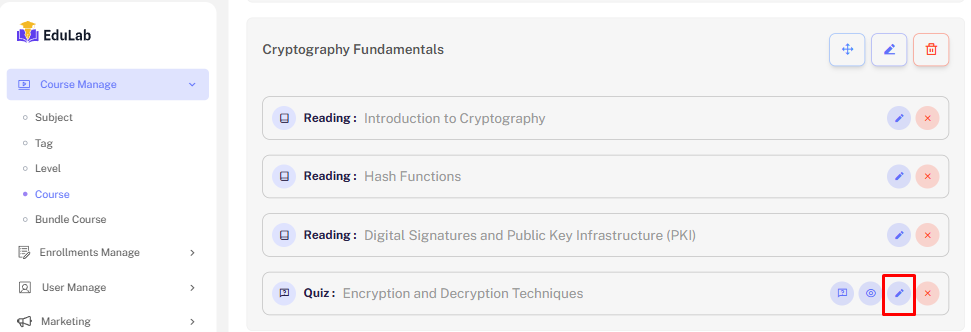 EduLab
Course Manage
Subject
Tag
Level
Course
Bundle Course
Enrollments Manage
User Manage
Marketing
Cryptography Fundamentals
Reading : Introduction to Cryptography
Reading : Hash Functions
Reading : Digital Signatures and Public Key Infrastructure (PKI)
Quiz : Encryption and Decryption Techniques